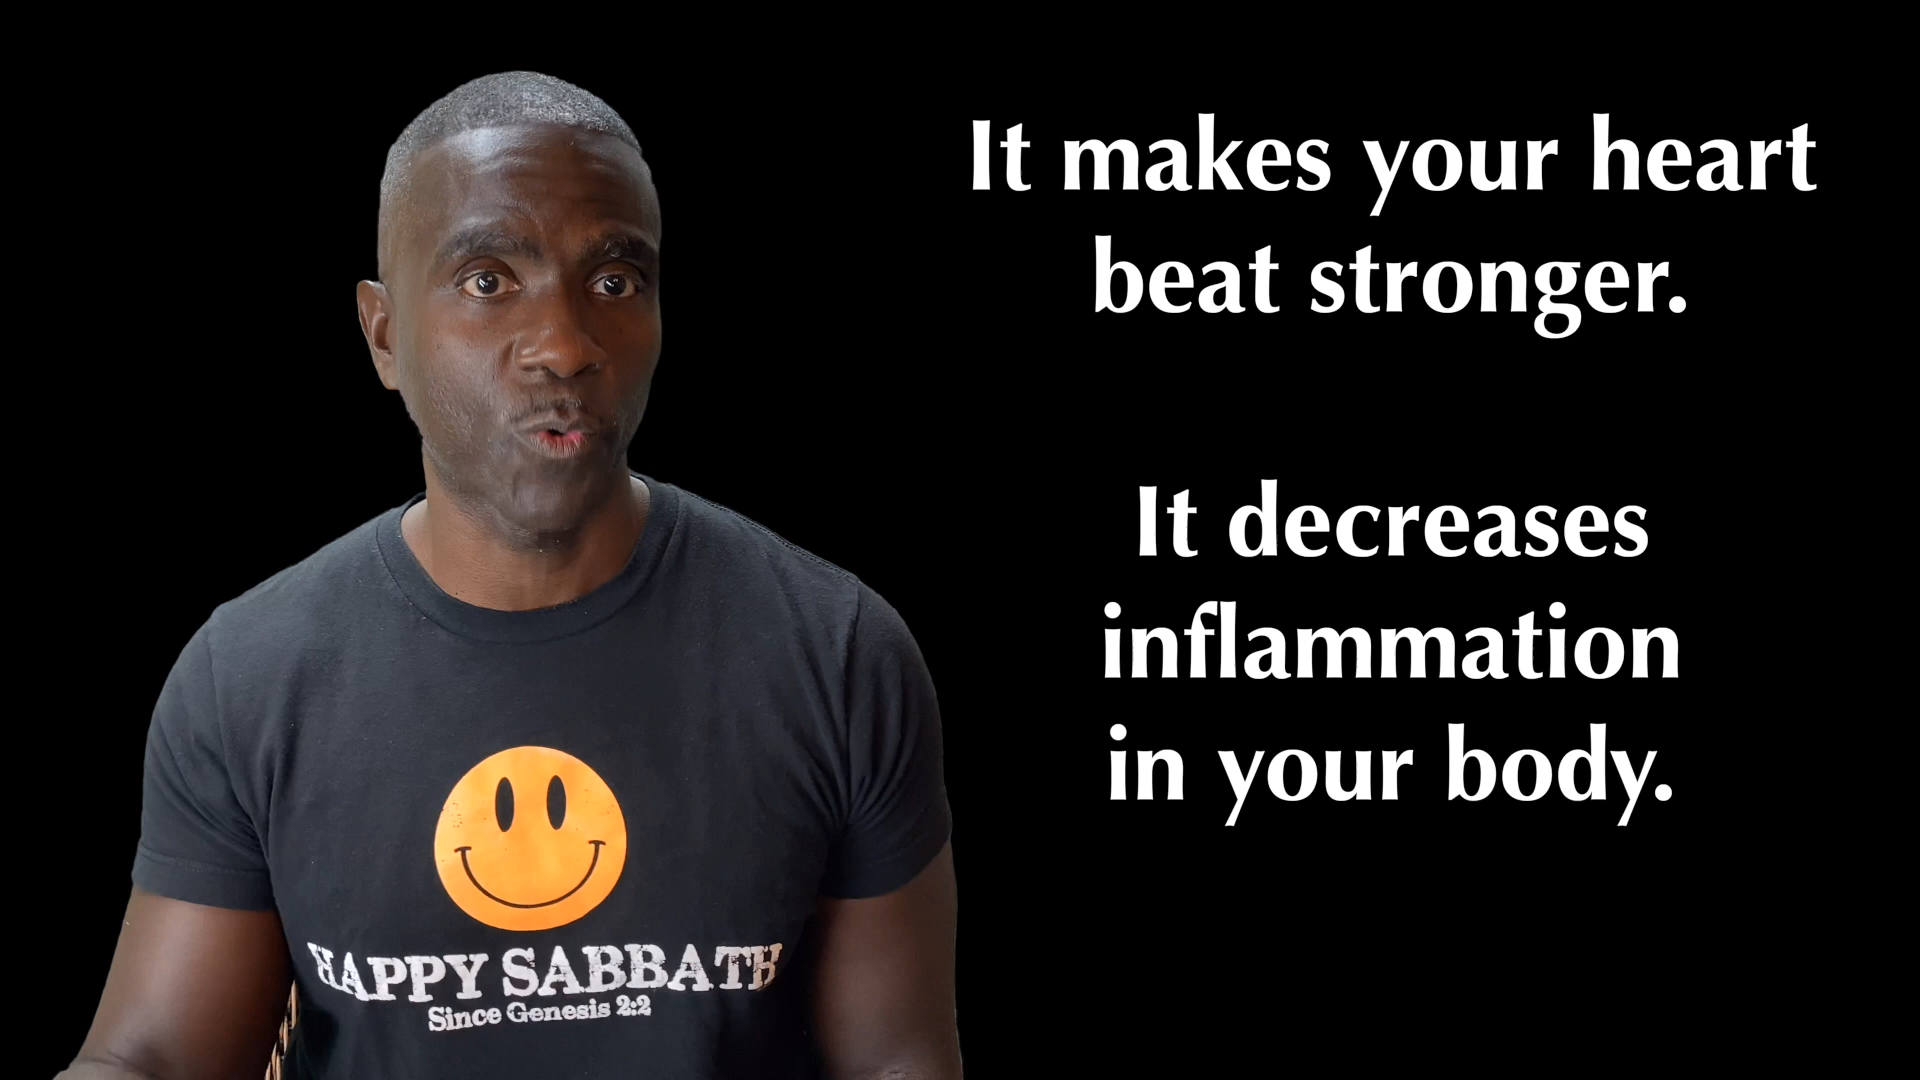 It makes your heart
beat stronger.
It decreases
inflammation
in your body.
HAPPY SABBATH
Since Genesis 2:2